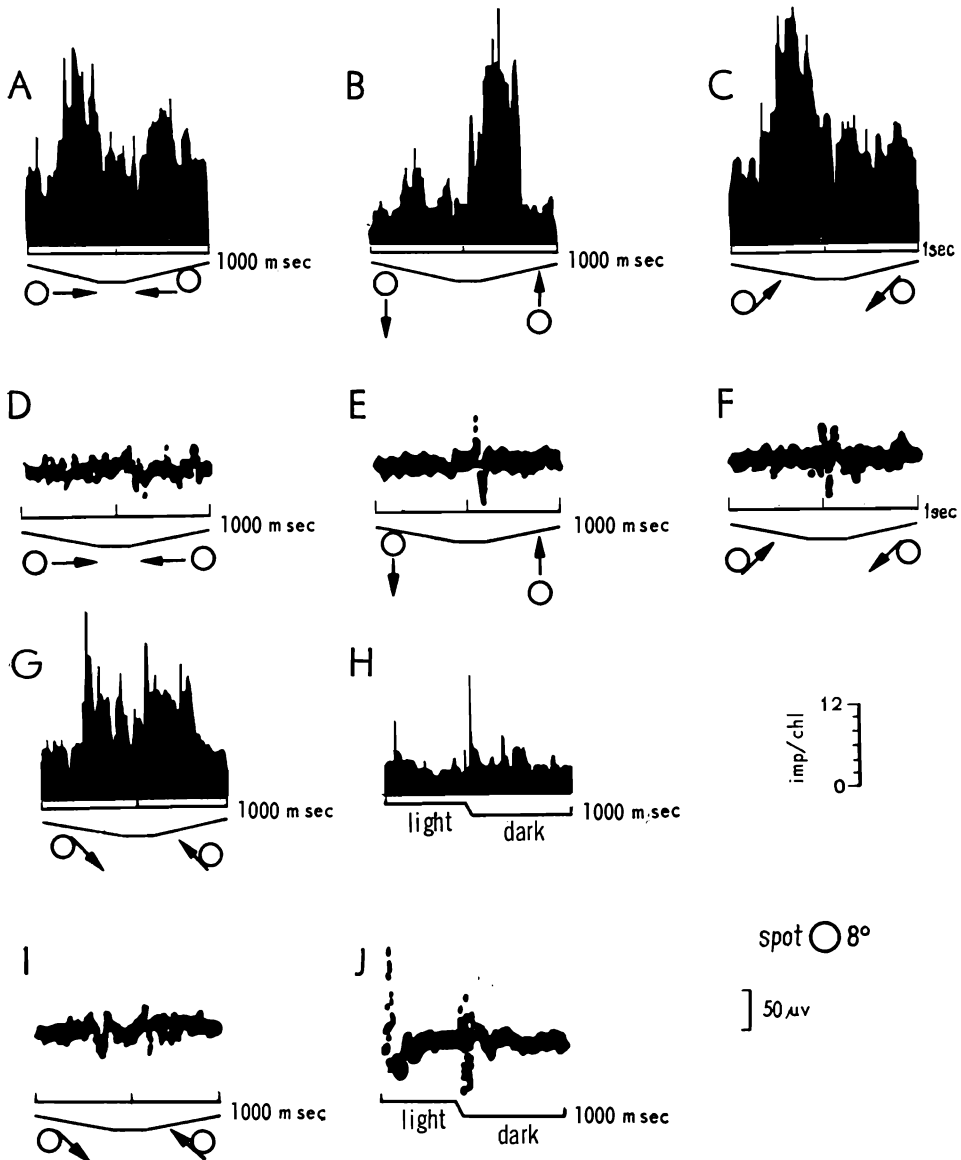 A
B
C
1000 m sec
1000 m sec
1sec
D
E
F
1000 m sec
1000 m sec
1sec
G
H
12
imp/chl
0
1000 m sec
light
dark
1000 m sec
spot 8°
I
J
50 μv
1000 m sec
light
dark
1000 m sec